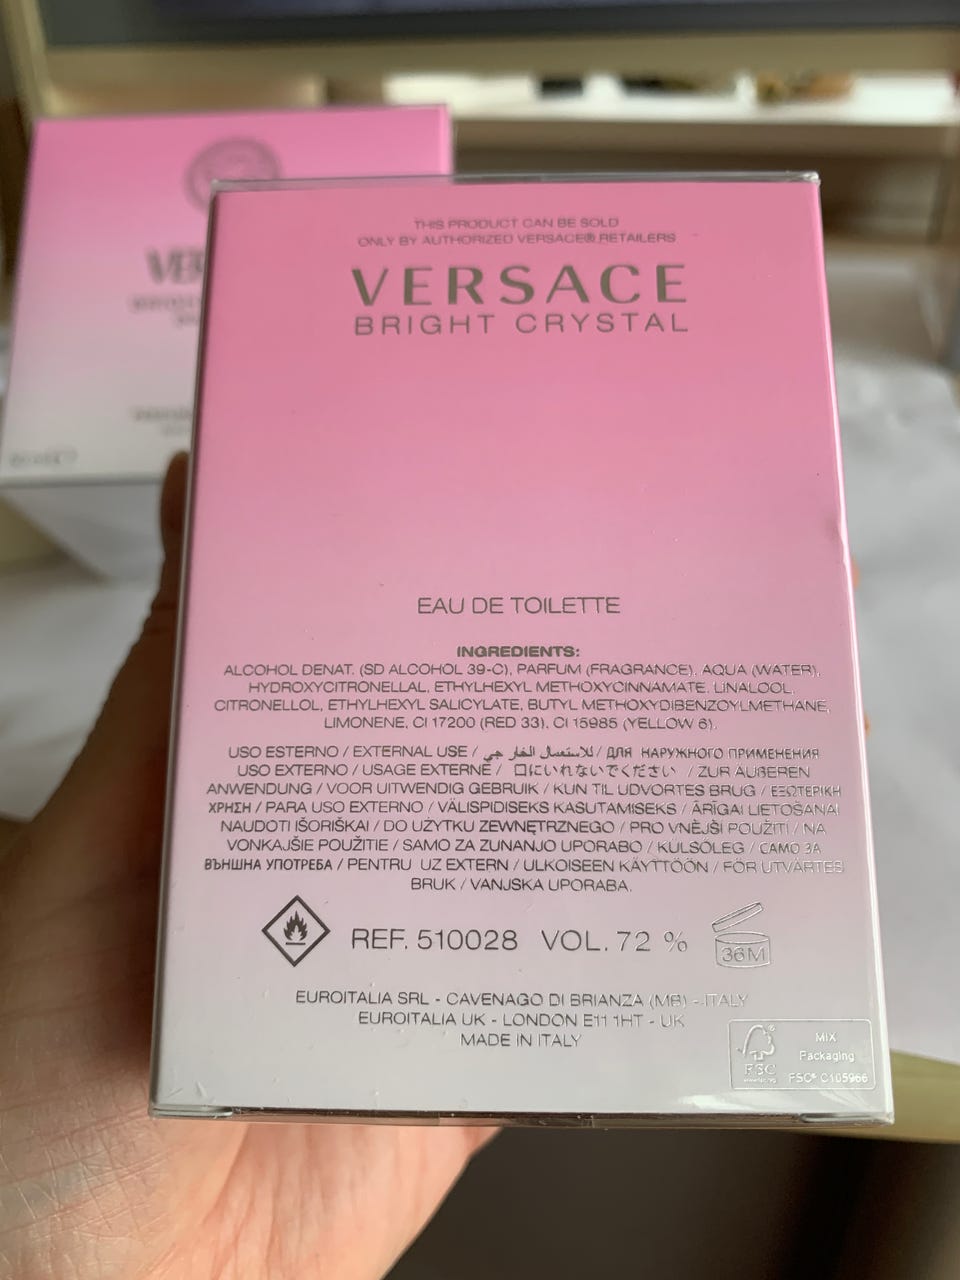 THIS PRODUCT CAN BE SOLD
ONLY BY AUTHORIZED VERSACE® RETAILERS
VERSACE
BRIGHT CRYSTAL
EAU DE TOILETTE
INGREDIENTS:
ALCOHOL DENAT. (SD ALCOHOL 39-C), PARFUM (FRAGRANCE), AQUA (WATER),
HYDROXYCITRONELLAL, ETHYLHEXYL METHOXYCINNAMATE, LINALOOL,
CITRONELLOL, ETHYLHEXYL SALICYLATE, BUTYL METHOXYDIBENZOYLMETHANE,
LIMONENE, CI 17200 (RED 33), CI 15985 (YELLOW 6).
USO ESTERNO / EXTERNAL USE / للاستعمال الخارجي / ДЛЯ НАРУЖНОГО ПРИМЕНЕНИЯ
USO EXTERNO / USAGE EXTERNE / 口にいれないでください / ZUR ÄUßEREN
ANWENDUNG / VOOR UITWENDIG GEBRUIK / KUN TIL UDVORTES BRUG / ΕΞΩΤΕΡΙΚΗ
ΧΡΗΣΗ / PARA USO EXTERNO / VÄLISPIDISEKS KASUTAMISEKS / ĀRĪGAI LIETOŠANAI
NAUDOTI IŠORIŠKAI / DO UŻYTKU ZEWNĘTRZNEGO / PRO VNĚJŠÍ POUŽITÍ / NA
VONKAJŠIE POUŽITIE / SAMO ZA ZUNANJO UPORABO / KÜLSŐLEG / САМО ЗА
ВЪНШНА УПОТРЕБА / PENTRU UZ EXTERN / ULKOISEEN KÄYTTÖÖN / FÖR UTVÄRTES
BRUK / VANJSKA UPORABA.
REF. 510028 VOL. 72 % 36M
EUROITALIA SRL - CAVENAGO DI BRIANZA (MB) - ITALY
EUROITALIA UK - LONDON E11 1HT - UK
MADE IN ITALY
MIX
Packaging
FSC
FSC® C105966